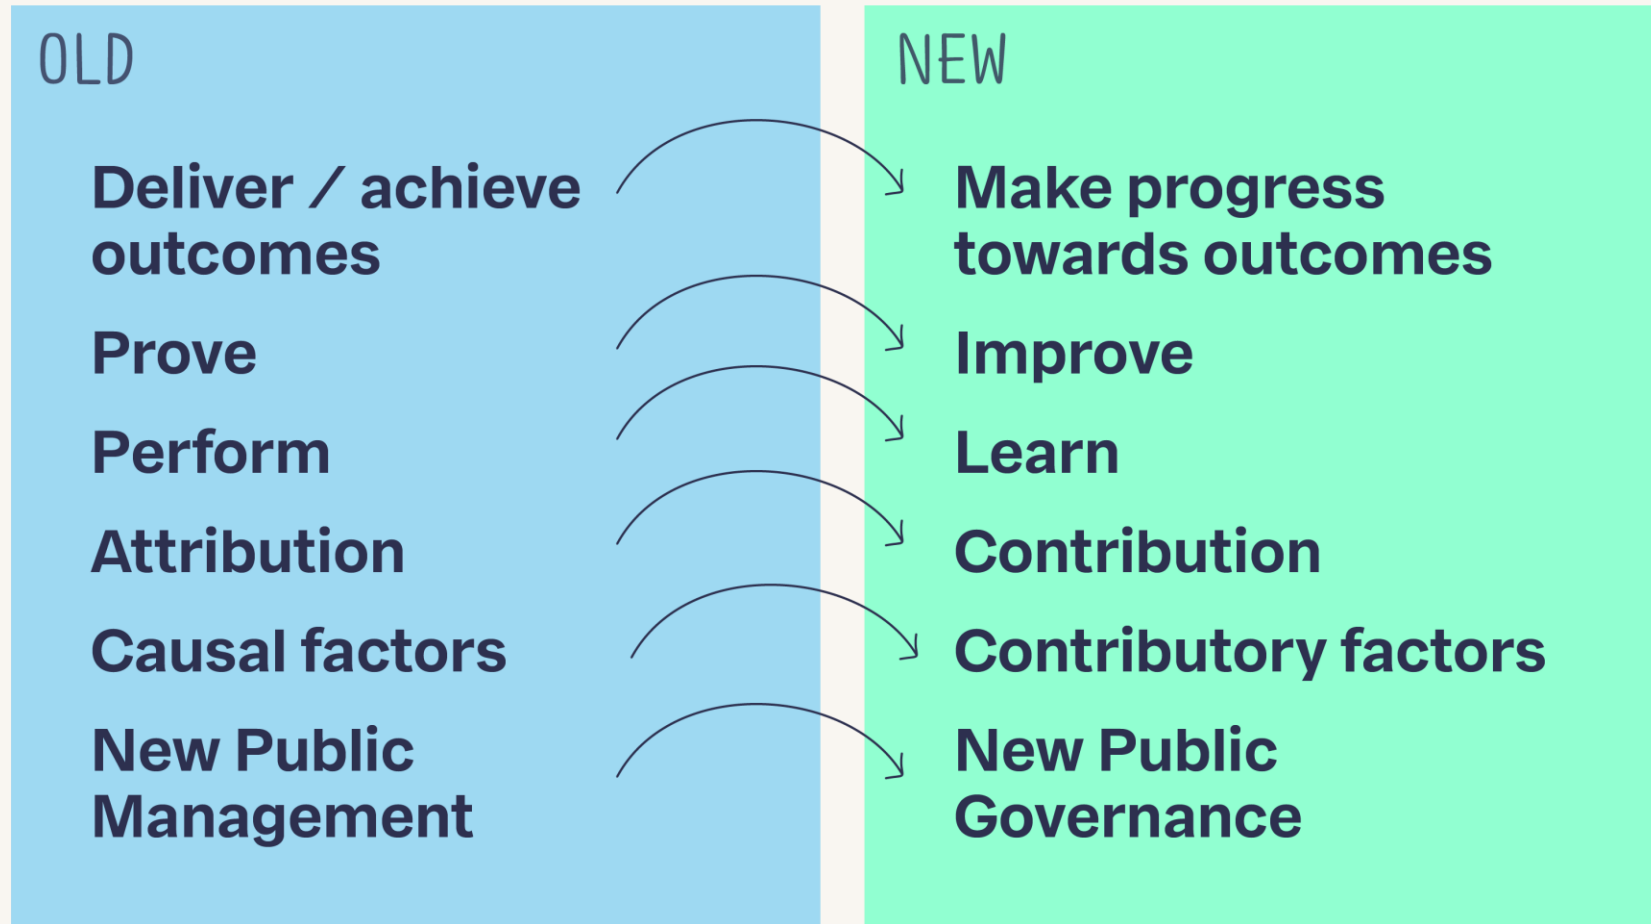 OLD
Deliver / achieve
outcomes
Prove
Perform
Attribution
Causal factors
New Public
Management
NEW
Make progress
towards outcomes
Improve
Learn
Contribution
Contributory factors
New Public
Governance